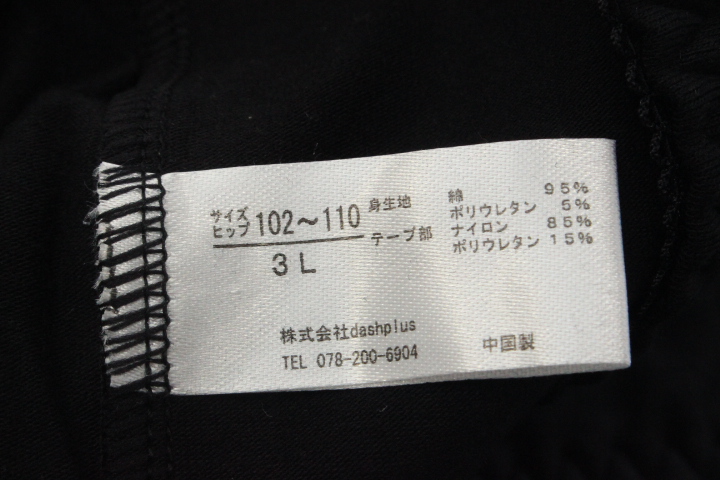 サイズ
ヒップ 102～110
3L
身生地 綿 95%
ポリウレタン 5%
テープ部 ナイロン 85%
ポリウレタン 15%
株式会社dashplus
TEL 078-200-6904
中国製